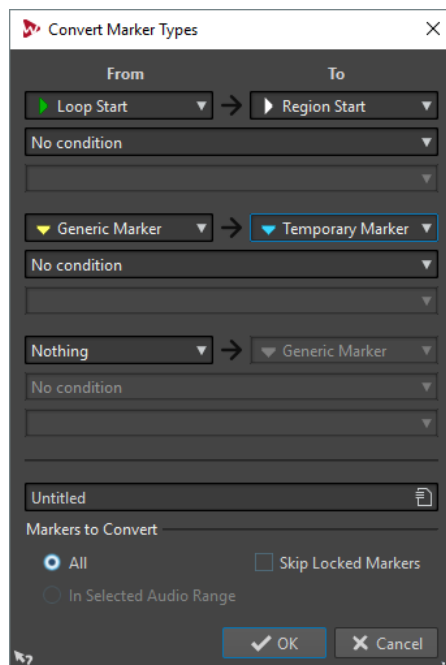 Convert Marker Types
From To
Loop Start Region Start
No condition
Generic Marker Temporary Marker
No condition
Nothing Generic Marker
No condition
Untitled
Markers to Convert
All Skip Locked Markers
In Selected Audio Range
OK Cancel